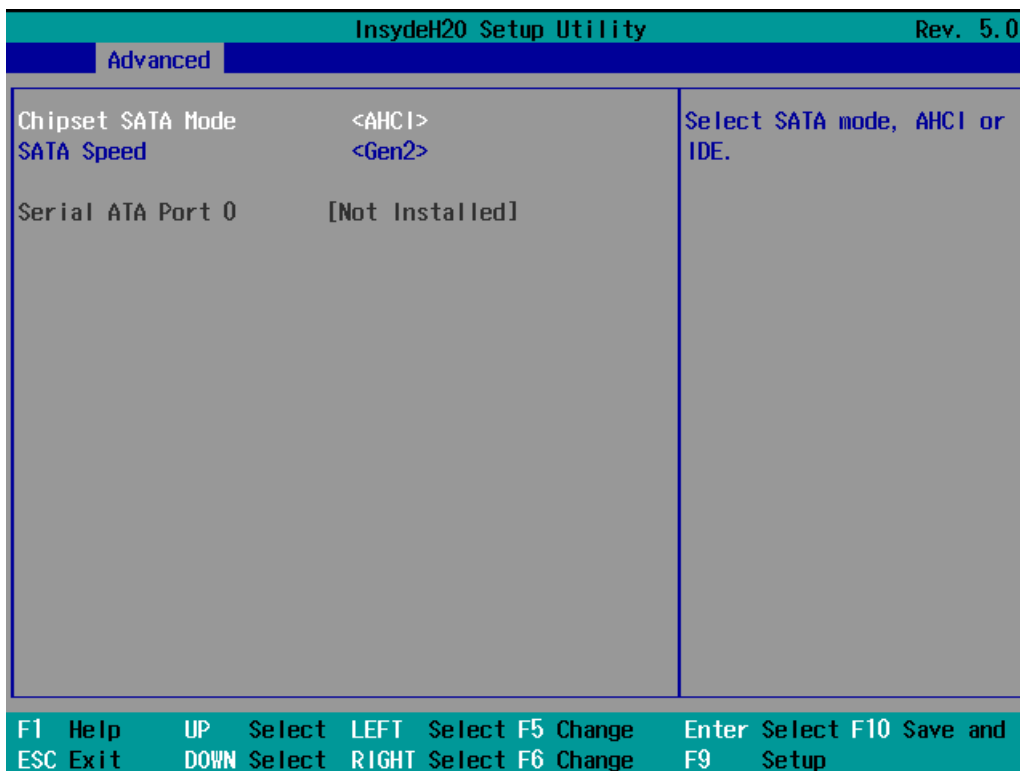 InsydeH20 Setup Utility Rev. 5.0
Advanced
Chipset SATA Mode <AHCI> Select SATA mode, AHCI or
SATA Speed <Gen2> IDE.
Serial ATA Port 0 [Not Installed]
F1 Help UP Select LEFT Select F5 Change Enter Select F10 Save and
ESC Exit DOWN Select RIGHT Select F6 Change F9 Setup